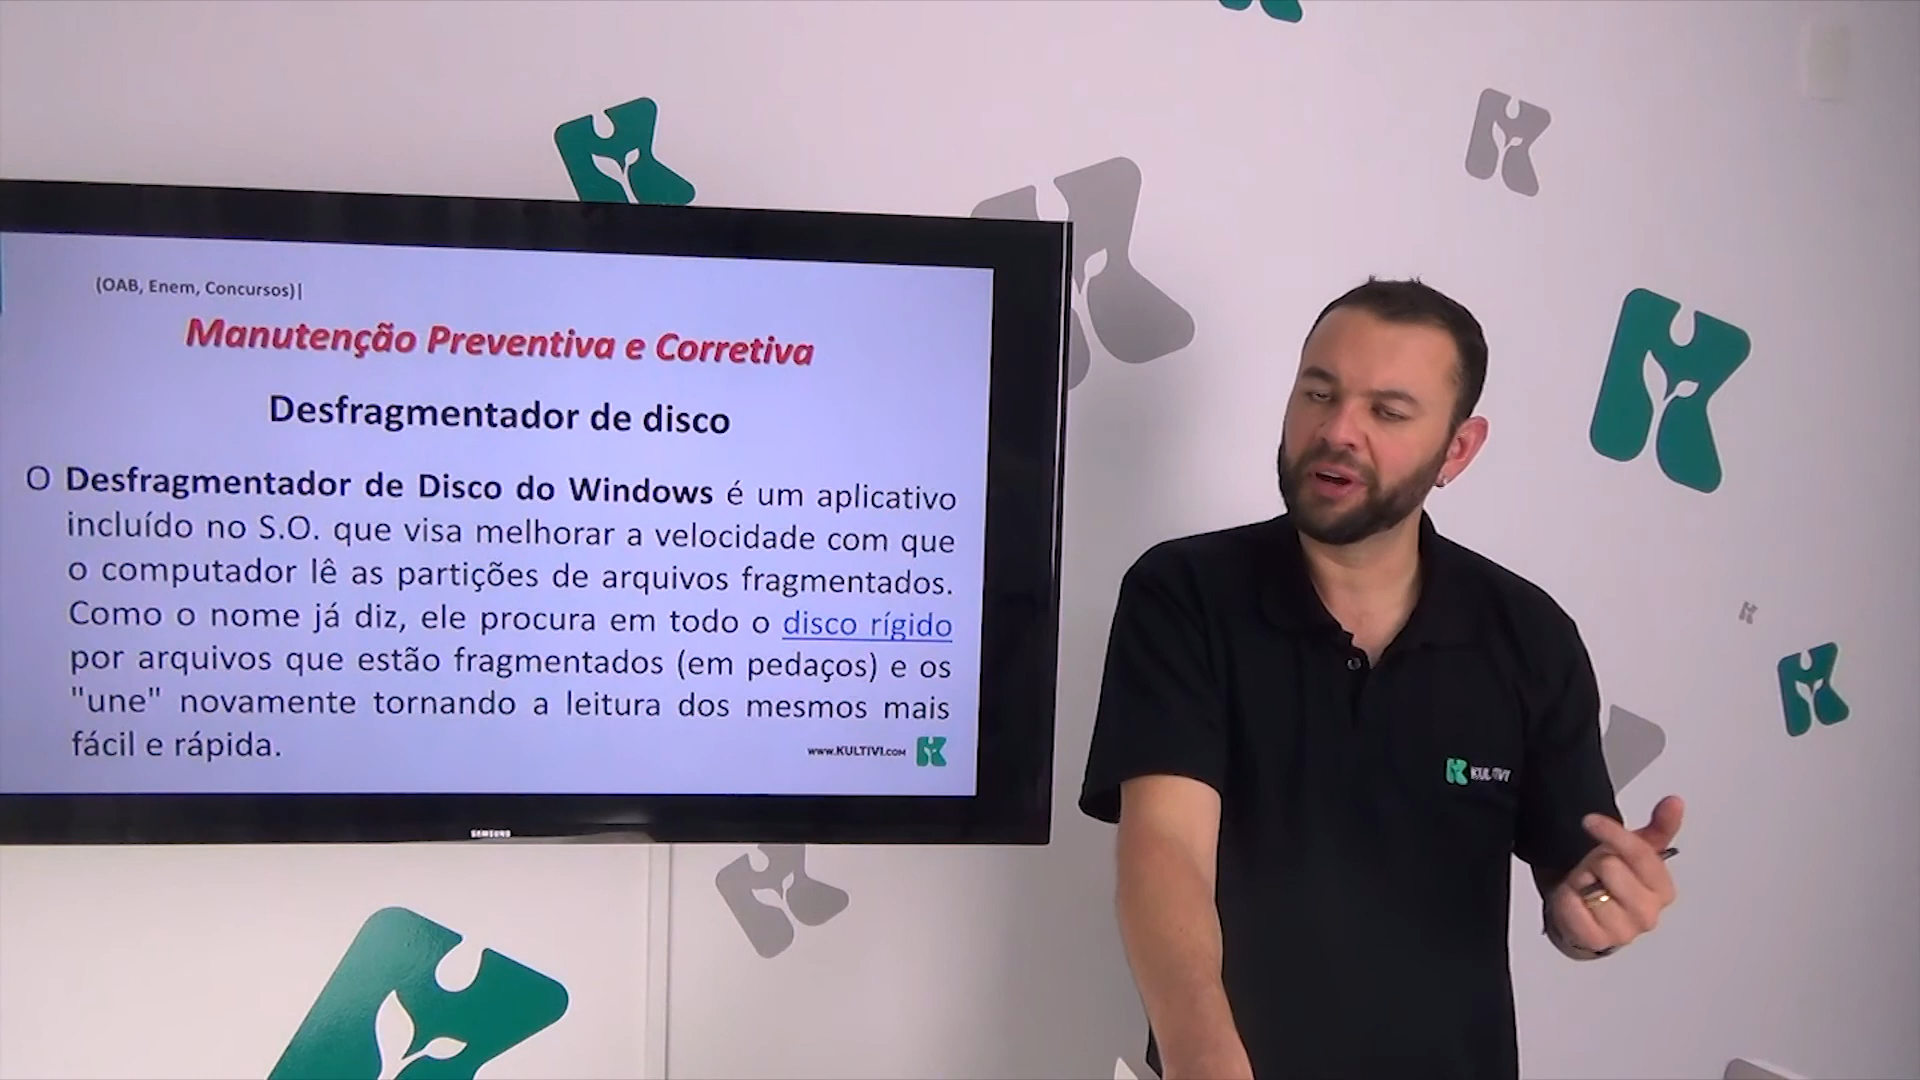 (OAB, Enem, Concursos)|
Manutenção Preventiva e Corretiva
Desfragmentador de disco
O Desfragmentador de Disco do Windows é um aplicativo
incluído no S.O. que visa melhorar a velocidade com que
o computador lê as partições de arquivos fragmentados.
Como o nome já diz, ele procura em todo o disco rígido
por arquivos que estão fragmentados (em pedaços) e os
"une" novamente tornando a leitura dos mesmos mais
fácil e rápida.
www.KULTIVI.COM
SAMSUNG
KULTIVI